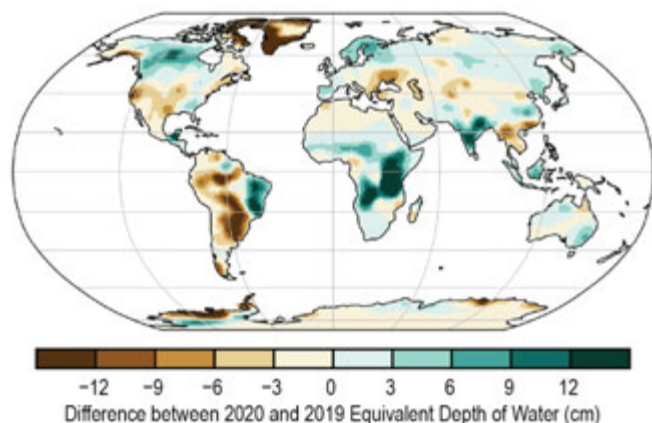 −12 −9 −6 −3 0 3 6 9 12
Difference between 2020 and 2019 Equivalent Depth of Water (cm)